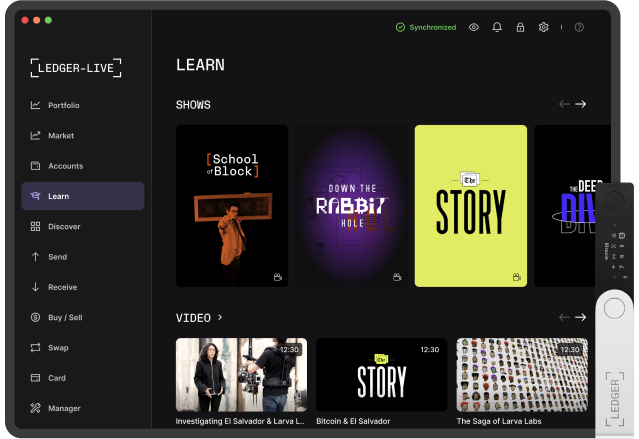 Synchronized
LEDGER-LIVE
LEARN
Portfolio
Market
Accounts
Learn
Discover
Send
Receive
Buy / Sell
Swap
Card
Manager
SHOWS
[School
of Block]
DOWN THE
RABBIT
HOLE
The
STORY
THE DEEP
DIV
VIDEO >
12:30
12:30
The
STORY
12:30
Investigating El Salvador & Larva L...
Bitcoin & El Salvador
The Saga of Larva Labs
Bitcoin
LEDGER